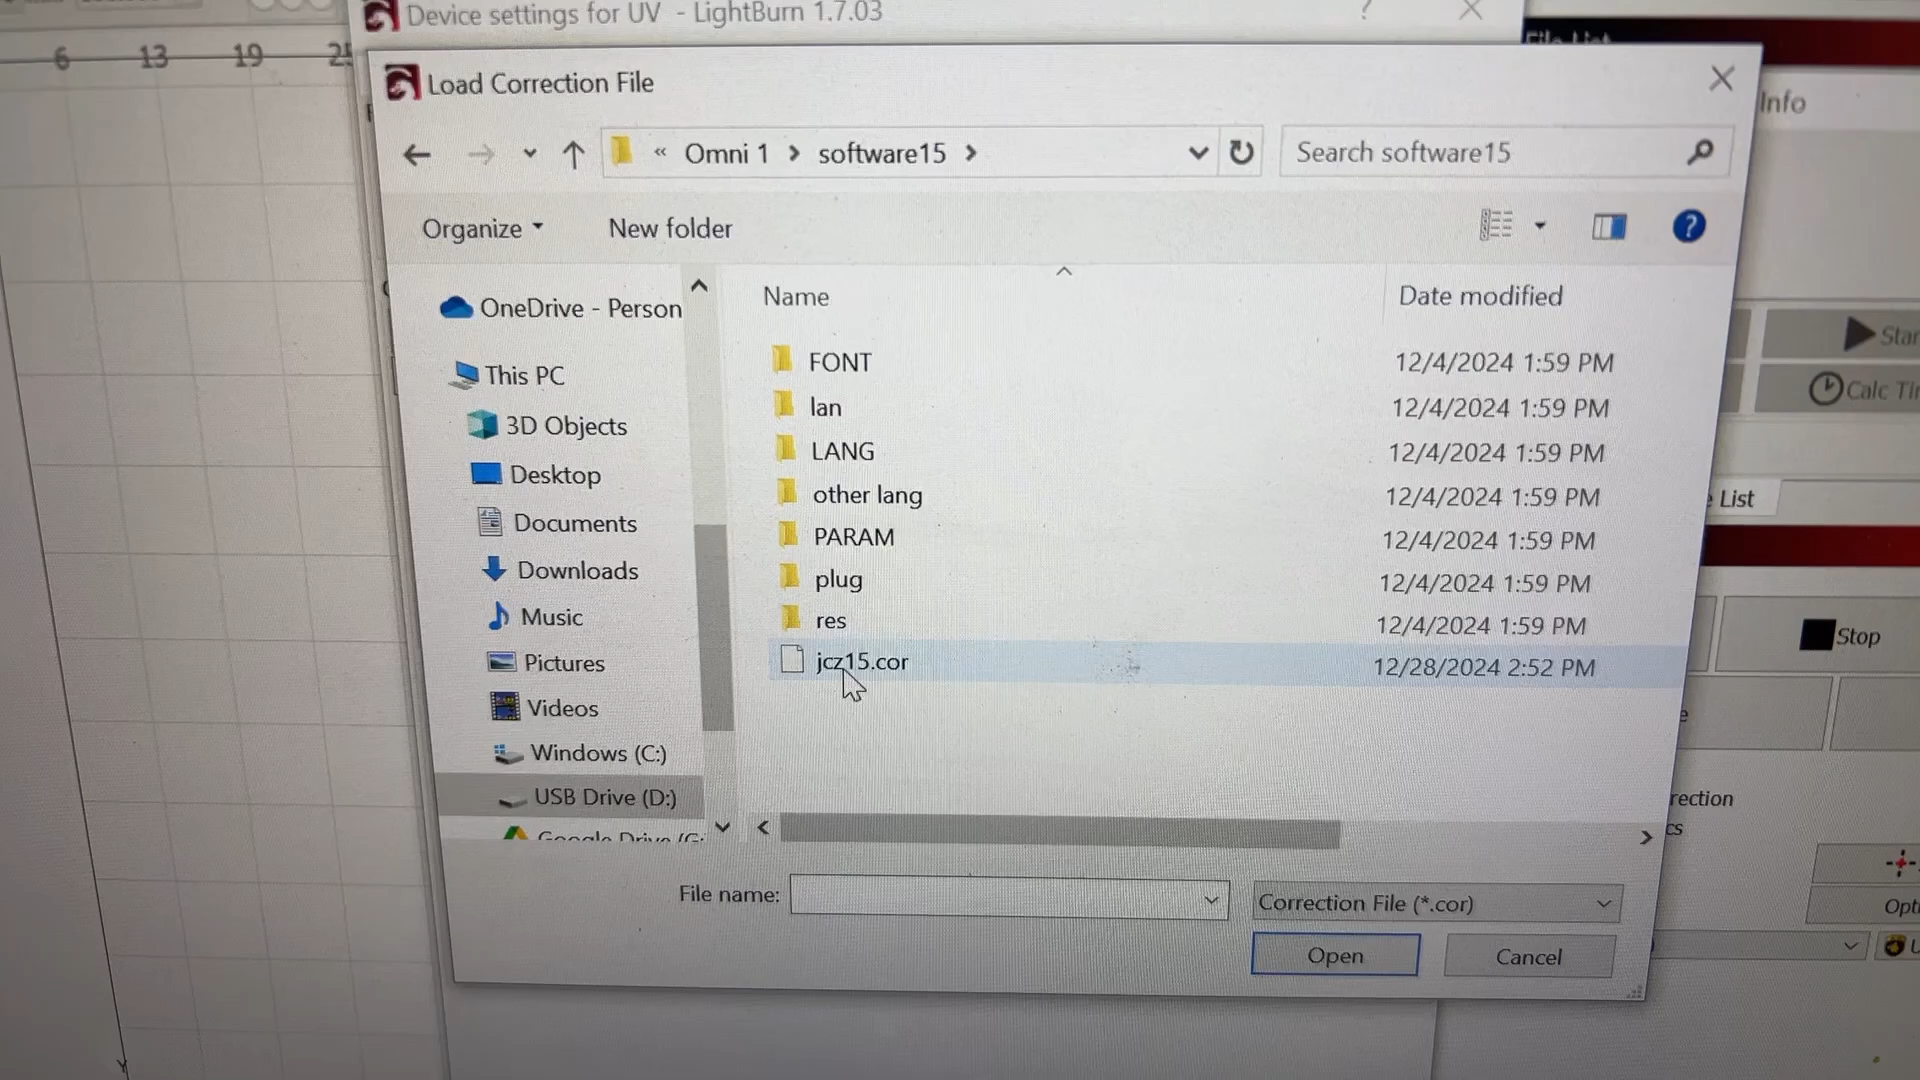 Device settings for UV - LightBurn 1.7.03
?
6 13 19
Load Correction File
Info
« Omni 1 > software15 >
Search software15
Organize
New folder
?
Name
Date modified
OneDrive - Person
This PC
3D Objects
Desktop
Documents
Downloads
Music
Pictures
Videos
Windows (C:)
USB Drive (D:)
FONT 12/4/2024 1:59 PM
lan 12/4/2024 1:59 PM
LANG 12/4/2024 1:59 PM
other lang 12/4/2024 1:59 PM
PARAM 12/4/2024 1:59 PM
plug 12/4/2024 1:59 PM
res 12/4/2024 1:59 PM
jcz15.cor 12/28/2024 2:52 PM
File name:
Correction File (*.cor)
Open
Cancel
Star
Calc Tir
List
Stop
rection
cs
Opti
Y